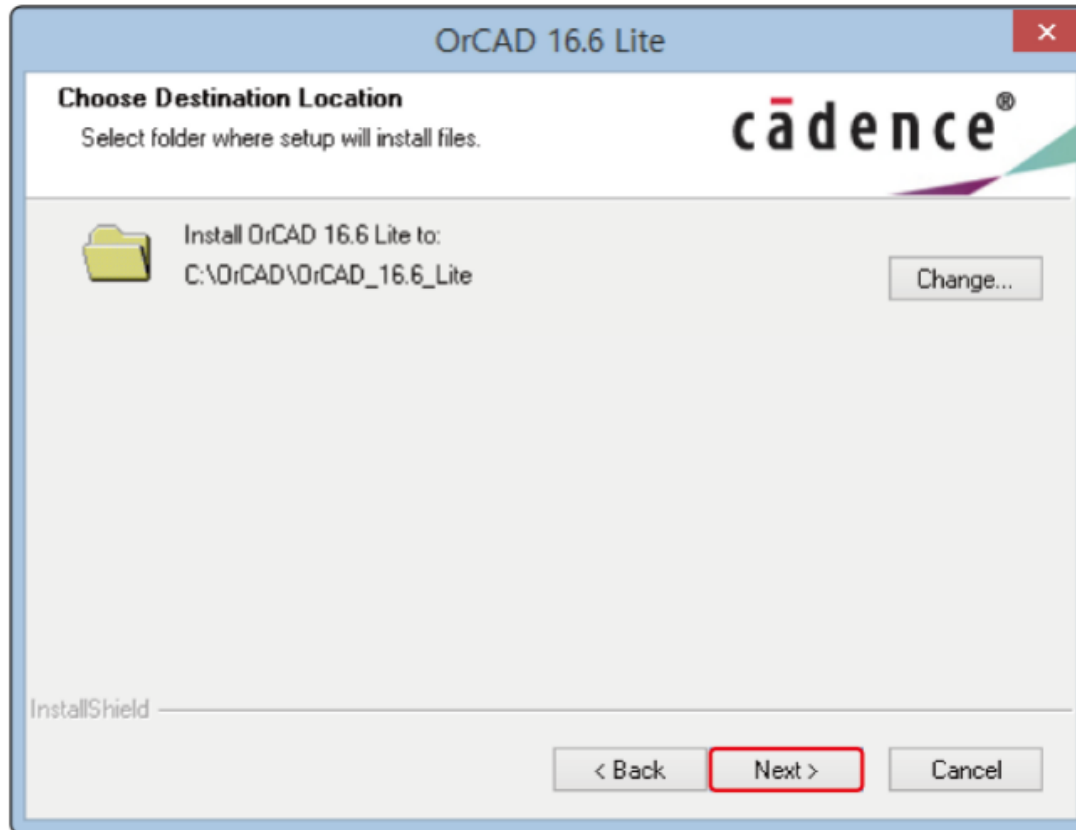 OrCAD 16.6 Lite
Choose Destination Location
Select folder where setup will install files.
cādence®
Install OrCAD 16.6 Lite to:
C:\OrCAD\OrCAD_16.6_Lite
Change...
InstallShield
< Back
Next >
Cancel